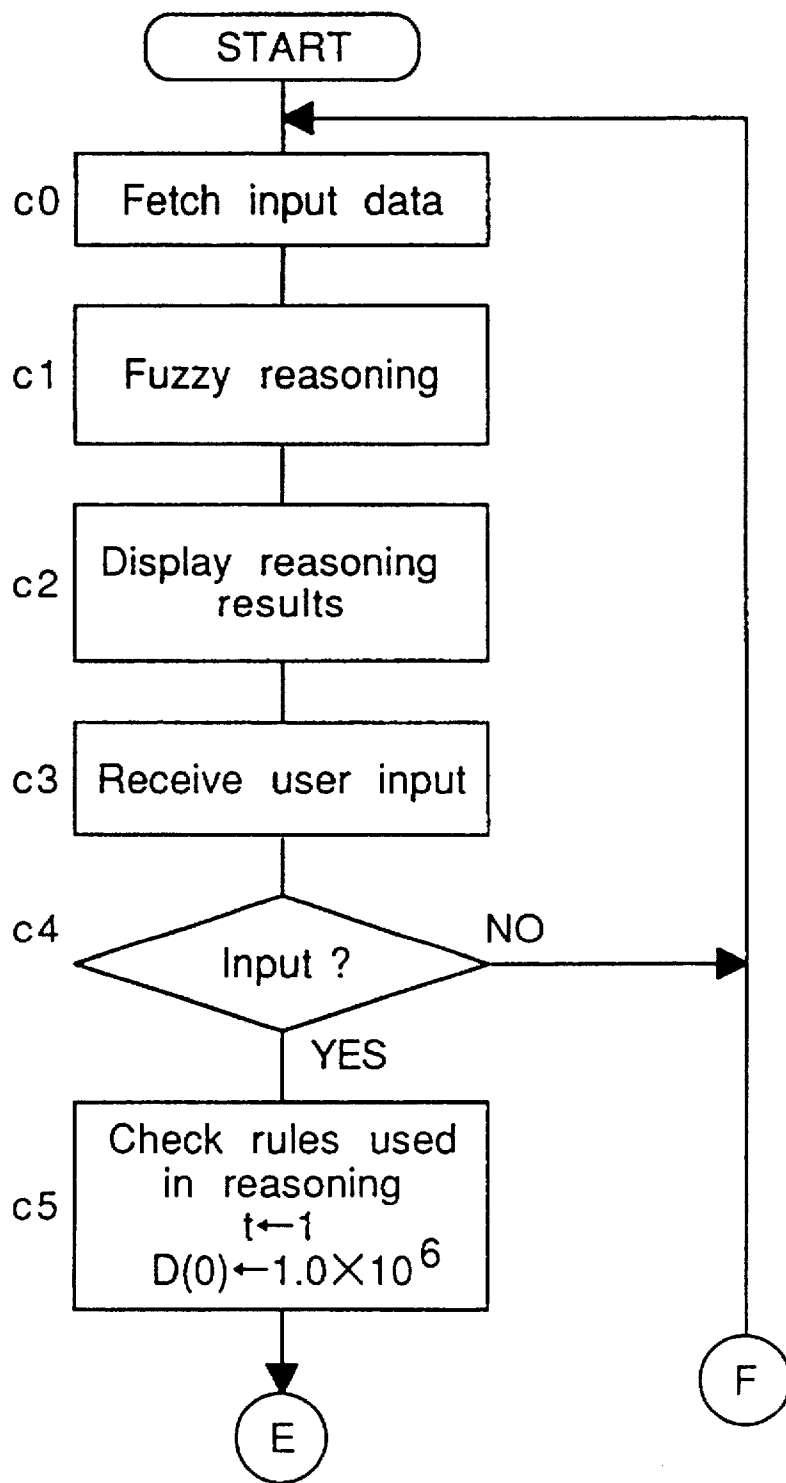 START
c0 Fetch input data
c1 Fuzzy reasoning
c2 Display reasoning
results
c3 Receive user input
c4 Input ?
NO
YES
c5 Check rules used
in reasoning
t←1
D(0)←1.0×10⁶
E
F